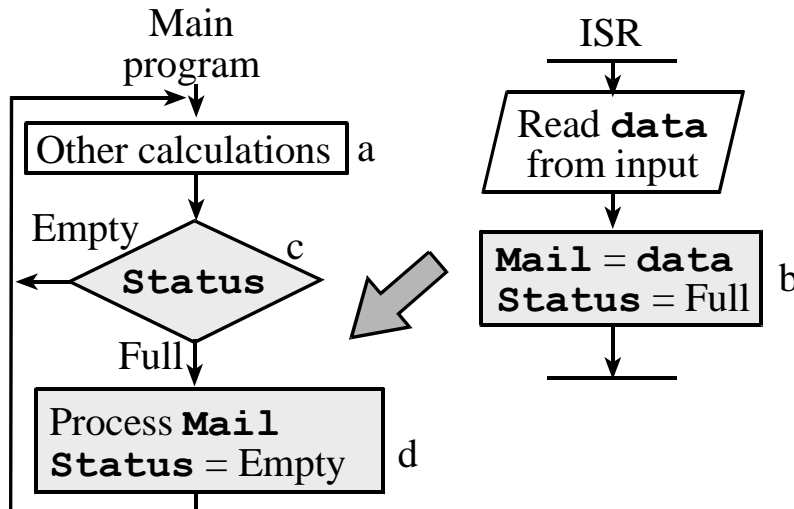 Main
program
Other calculations
a
Empty
c
Status
Full
Process Mail
Status = Empty
d
ISR
Read data
from input
Mail = data
Status = Full
b